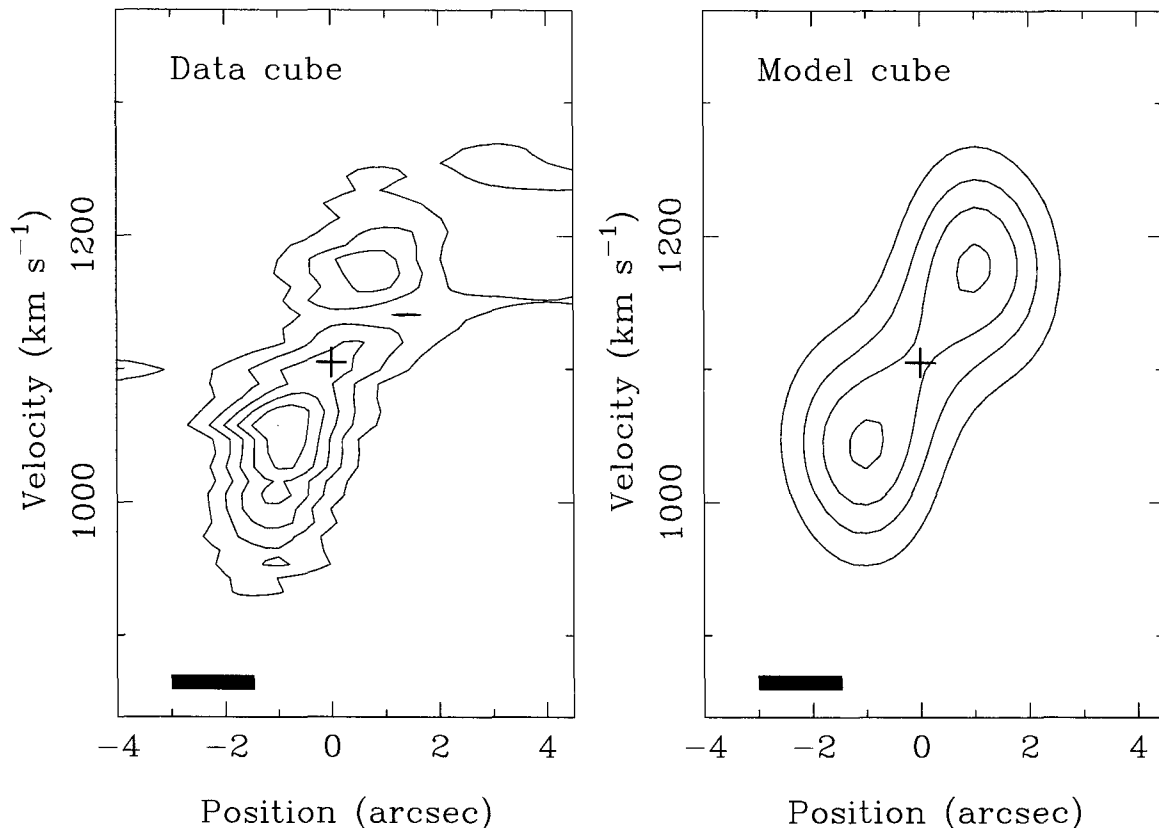 Data cube
Velocity (km s⁻¹)
1200
1000
−4
−2
0
2
4
Position (arcsec)
Model cube
Velocity (km s⁻¹)
1200
1000
−4
−2
0
2
4
Position (arcsec)